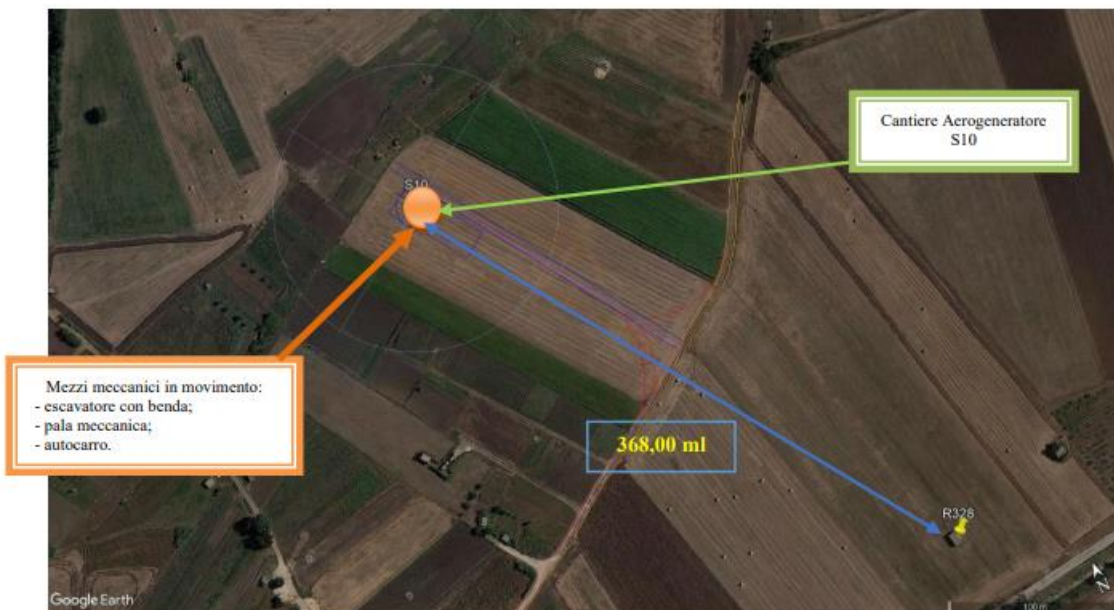 Cantiere Aerogeneratore
S10
S10
Mezzi meccanici in movimento:
- escavatore con benda;
- pala meccanica;
- autocarro.
368,00 ml
R328
Google Earth
100 m
N